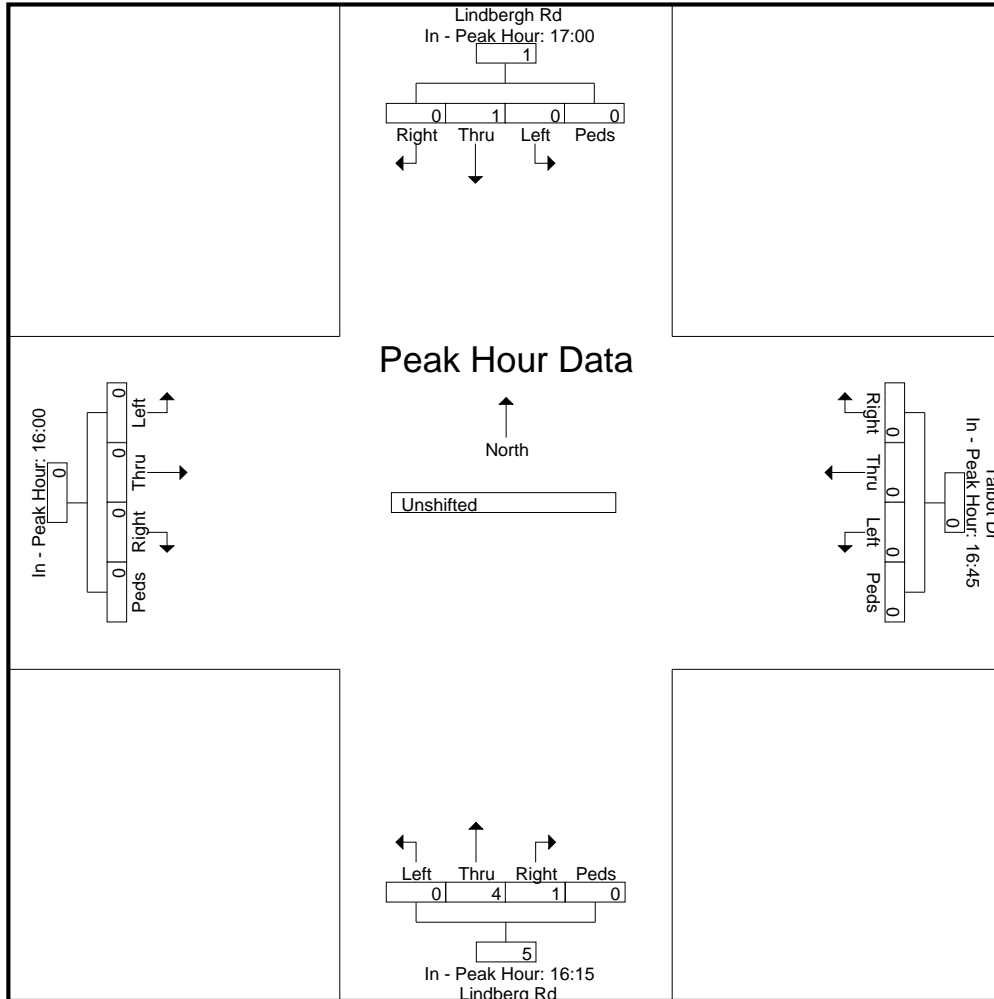 Lindbergh Rd
In - Peak Hour: 17:00
1
0 1 0 0
Right Thru Left Peds
Peak Hour Data
North
Unshifted
In - Peak Hour: 16:00
0
0 0 0 0
Left Thru Right Peds
Talbot Dr
In - Peak Hour: 16:45
0
0 0 0 0
Right Thru Left Peds
Left Thru Right Peds
0 4 1 0
5
In - Peak Hour: 16:15
Lindberg Rd